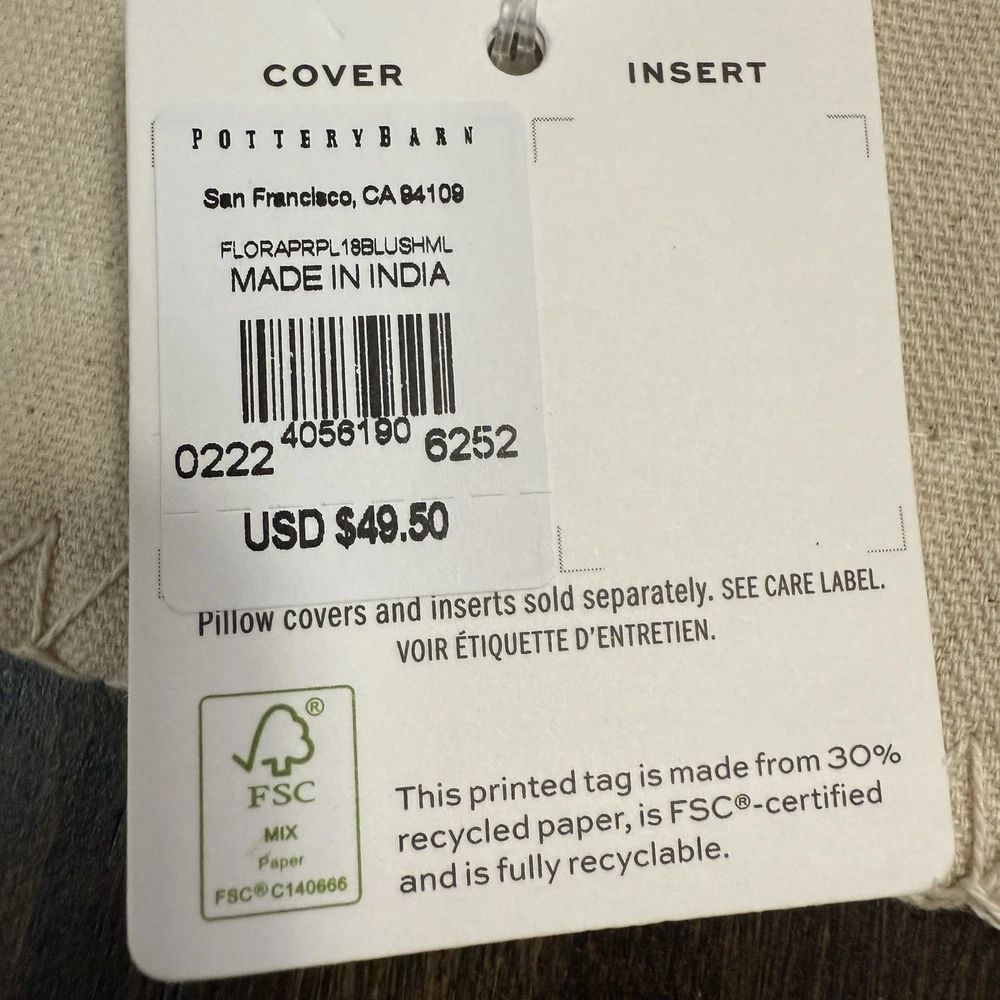 COVER
INSERT
POTTERYBARN
San Francisco, CA 94109
FLORAPRPL18BLUSHML
MADE IN INDIA
0222 4056190 6252
USD $49.50
Pillow covers and inserts sold separately. SEE CARE LABEL.
VOIR ÉTIQUETTE D'ENTRETIEN.
FSC®
MIX
Paper
FSC® C140666
This printed tag is made from 30%
recycled paper, is FSC®-certified
and is fully recyclable.